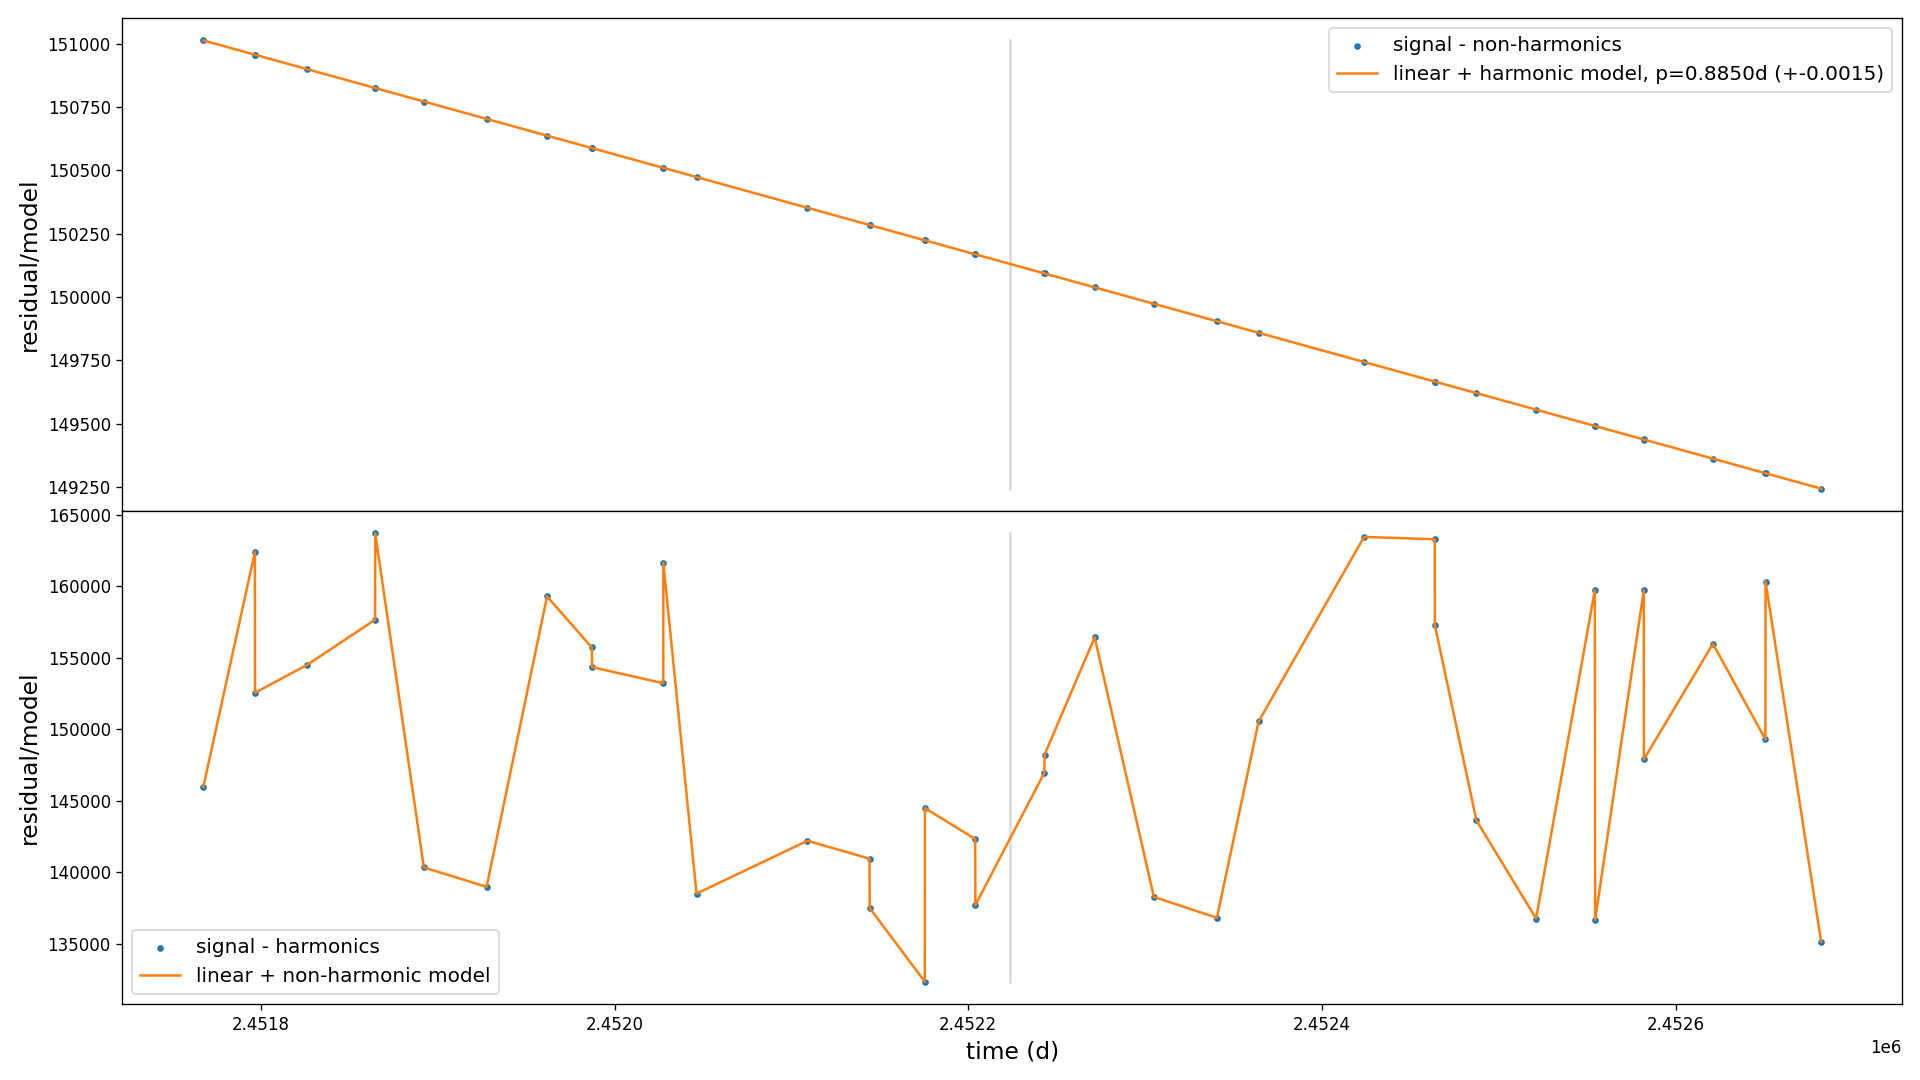 residual/model
151000
150750
150500
150250
150000
149750
149500
149250
signal - non-harmonics
linear + harmonic model, p=0.8850d (+-0.0015)
residual/model
165000
160000
155000
150000
145000
140000
135000
signal - harmonics
linear + non-harmonic model
2.4518 2.4520 2.4522 2.4524 2.4526
1e6
time (d)